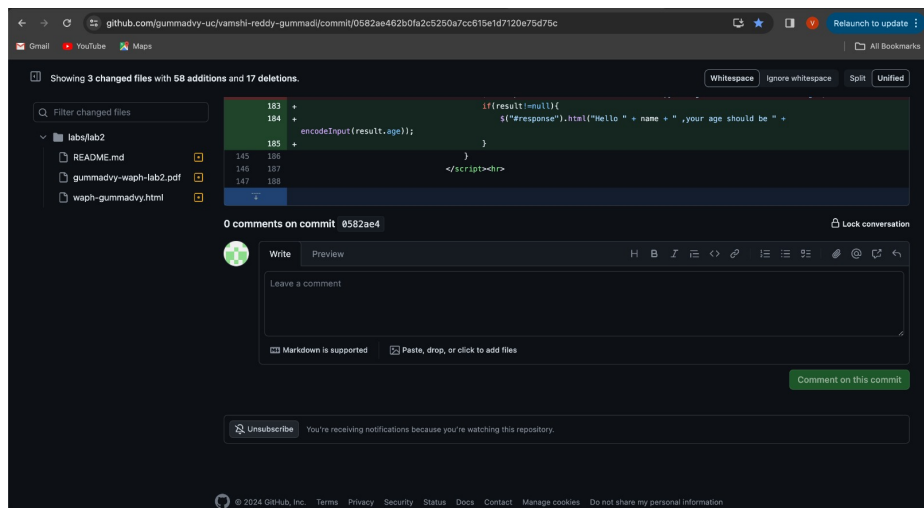 github.com/gummadvy-uc/vamshi-reddy-gummadi/commit/0582ae462b0fa2c5250a7cc615e1d7120e75d75c
V
Relaunch to update
Gmail YouTube Maps
All Bookmarks
Showing 3 changed files with 58 additions and 17 deletions.
Whitespace Ignore whitespace Split Unified
Filter changed files
labs/lab2
README.md
gummadvy-waph-lab2.pdf
waph-gummadvy.html
183 + if(result!=null){
184 + $("#response").html("Hello " + name + " ,your age should be " +
encodeInput(result.age));
185 + }
145 186 }
146 187 </script><hr>
147 188
0 comments on commit 0582ae4
Lock conversation
Write Preview
H B I <> @
Leave a comment
Markdown is supported Paste, drop, or click to add files
Comment on this commit
Unsubscribe You're receiving notifications because you're watching this repository.
© 2024 GitHub, Inc. Terms Privacy Security Status Docs Contact Manage cookies Do not share my personal information